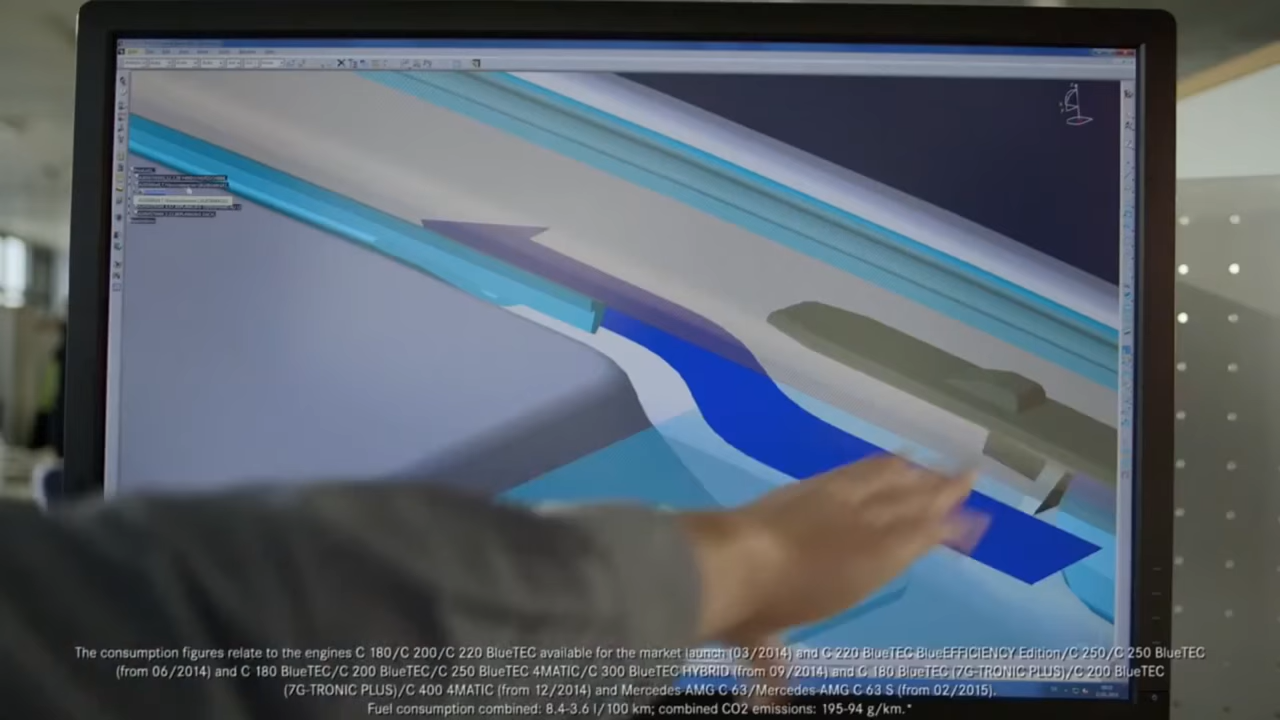 The consumption figures relate to the engines C 180/C 200/C 220 BlueTEC available for the market launch (03/2014) and C 220 BlueTEC BlueEFFICIENCY Edition/C 250/C 250 BlueTEC
(from 06/2014) and C 180 BlueTEC/C 200 BlueTEC/C 250 BlueTEC 4MATIC/C 300 BlueTEC HYBRID (from 09/2014) and C 180 BlueTEC (7G-TRONIC PLUS)/C 200 BlueTEC
(7G-TRONIC PLUS)/C 400 4MATIC (from 12/2014) and Mercedes-AMG C 63/Mercedes-AMG C 63 S (from 02/2015).
Fuel consumption combined: 8.4-3.6 l/100 km; combined CO2 emissions: 195-94 g/km.*